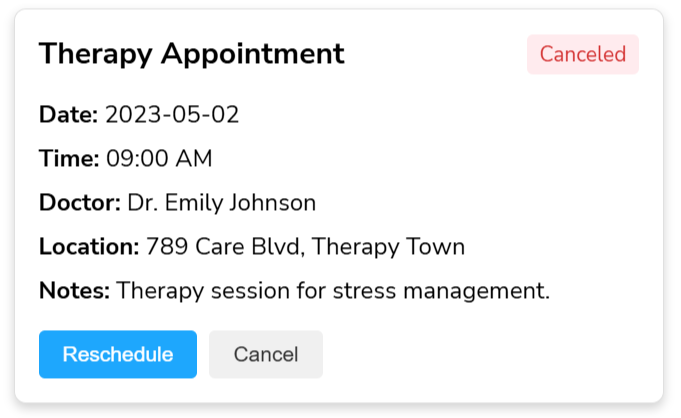 Therapy Appointment
Canceled
Date: 2023-05-02
Time: 09:00 AM
Doctor: Dr. Emily Johnson
Location: 789 Care Blvd, Therapy Town
Notes: Therapy session for stress management.
Reschedule
Cancel